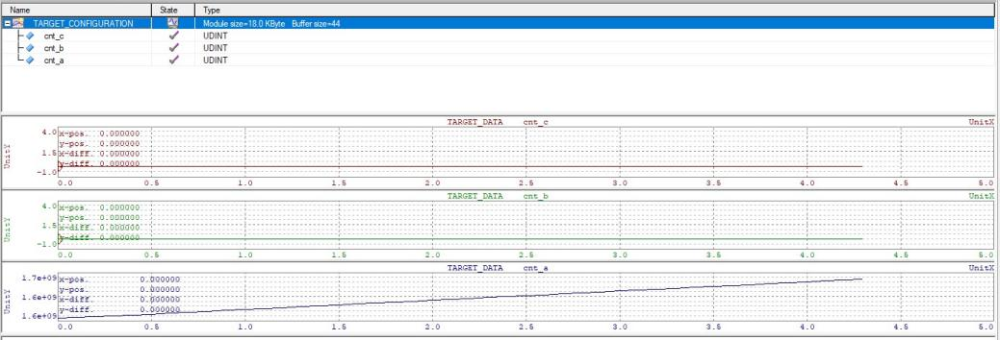 Name State Type
TARGET_CONFIGURATION Module size=18.0 KByte Buffer size=44
cnt_c UDINT
cnt_b UDINT
cnt_a UDINT
TARGET_DATA cnt_c UnitX
4.0 x-pos. 0.000000
y-pos. 0.000000
1.5 x-diff. 0.000000
UnitY
y-diff. 0.000000
-1.0
0.0 0.5 1.0 1.5 2.0 2.5 3.0 3.5 4.0 4.5 5.0
TARGET_DATA cnt_b UnitX
4.0 x-pos. 0.000000
y-pos. 0.000000
1.5 x-diff. 0.000000
UnitY
-1.0 y-diff. 0.000000
0.0 0.5 1.0 1.5 2.0 2.5 3.0 3.5 4.0 4.5 5.0
TARGET_DATA cnt_a UnitX
1.7e+09 x-pos. 0.000000
y-pos. 0.000000
1.6e+09 x-diff. 0.000000
UnitY
1.6e+09 y-diff. 0.000000
0.0 0.5 1.0 1.5 2.0 2.5 3.0 3.5 4.0 4.5 5.0